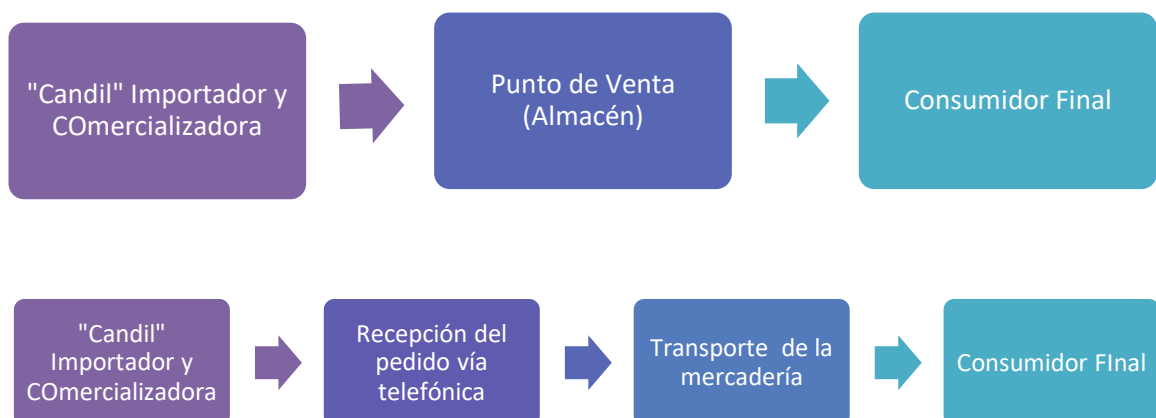 "Candil" Importador y
COmercializadora
Punto de Venta
(Almacén)
Consumidor Final
"Candil"
Importador y
COmercializadora
Recepción del
pedido vía
telefónica
Transporte de la
mercadería
Consumidor FInal